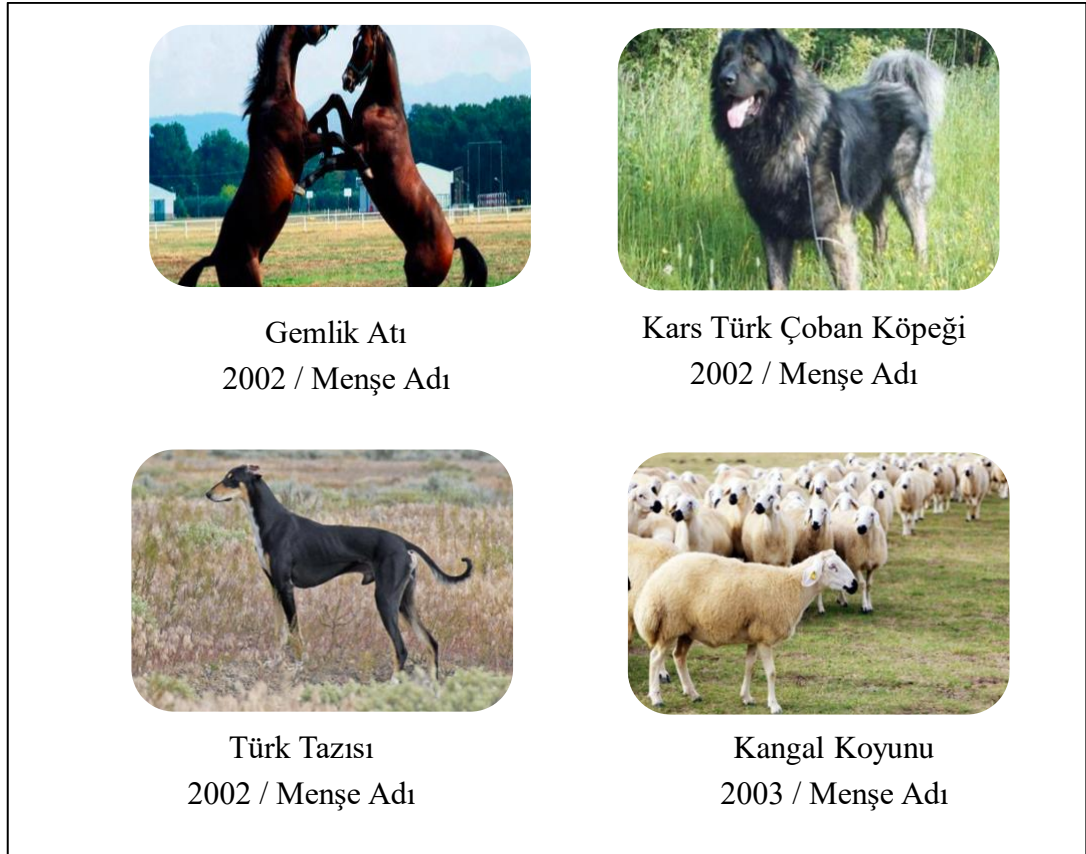 Gemlik Atı
2002 / Menşe Adı
Kars Türk Çoban Köpeği
2002 / Menşe Adı
Türk Tazısı
2002 / Menşe Adı
Kangal Koyunu
2003 / Menşe Adı